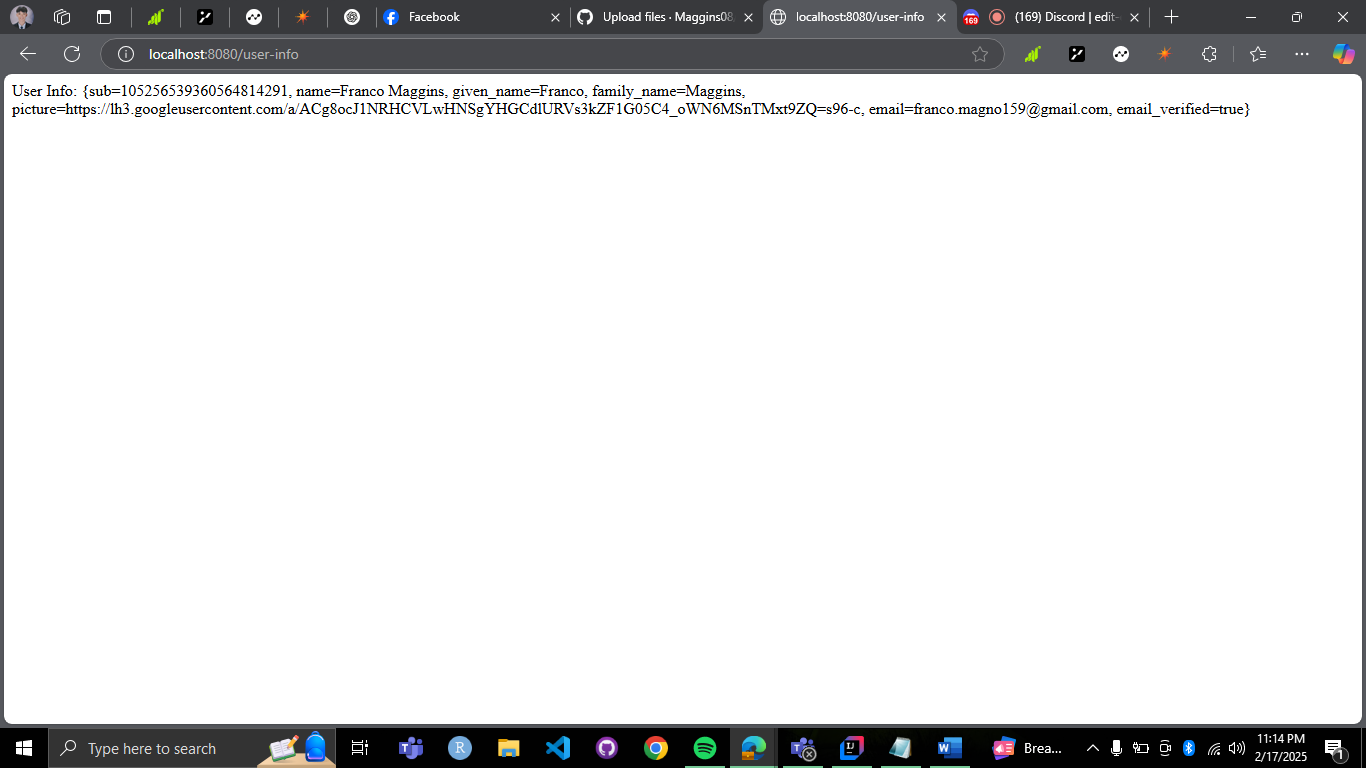 Facebook
Upload files · Maggins08
localhost:8080/user-info
169
(169) Discord | edit-
localhost:8080/user-info
User Info: {sub=105256539360564814291, name=Franco Maggins, given_name=Franco, family_name=Maggins,
picture=https://lh3.googleusercontent.com/a/ACg8ocJ1NRHCVLwHNSgYHGCdlURVs3kZF1G05C4_oWN6MSnTMxt9ZQ=s96-c, email=franco.magno159@gmail.com, email_verified=true}
Type here to search
Brea...
11:14 PM
2/17/2025
1